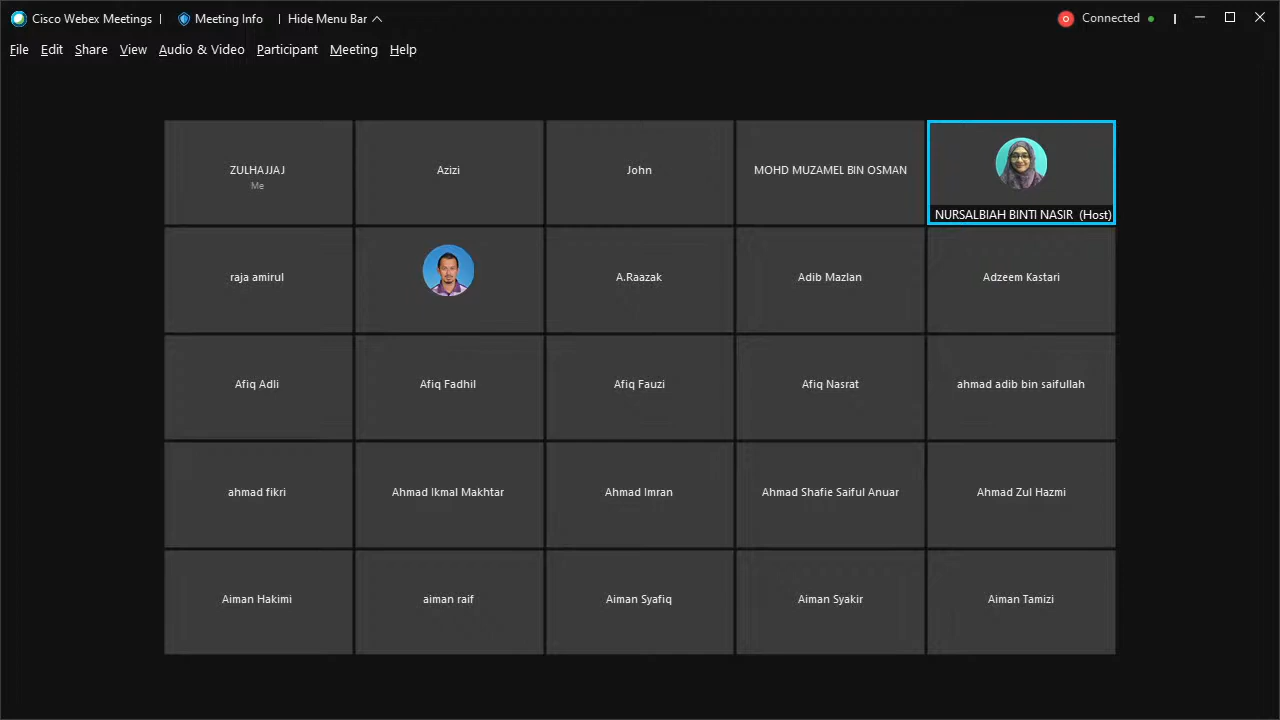 Cisco Webex Meetings | Meeting Info | Hide Menu Bar Connected
File Edit Share View Audio & Video Participant Meeting Help
ZULHAJJAJ
Me
Azizi
John
MOHD MUZAMEL BIN OSMAN
NURSALBIAH BINTI NASIR (Host)
raja amirul
A.Raazak
Adib Mazlan
Adzeem Kastari
Afiq Adli
Afiq Fadhil
Afiq Fauzi
Afiq Nasrat
ahmad adib bin saifullah
ahmad fikri
Ahmad Ikmal Makhtar
Ahmad Imran
Ahmad Shafie Saiful Anuar
Ahmad Zul Hazmi
Aiman Hakimi
aiman raif
Aiman Syafiq
Aiman Syakir
Aiman Tamizi